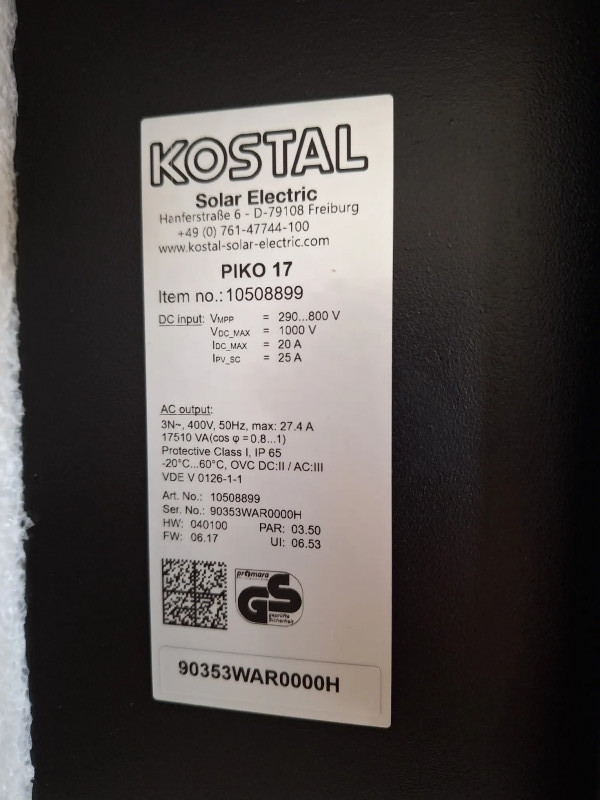 KOSTAL
Solar Electric
Hanferstraße 6 - D-79108 Freiburg
+49 (0) 761-47744-100
www.kostal-solar-electric.com
PIKO 17
Item no.: 10508899
DC input: VMPP = 290...800 V
VDC_MAX = 1000 V
IDC_MAX = 20 A
IPV_SC = 25 A
AC output:
3N~, 400V, 50Hz, max: 27.4 A
17510 VA(cos φ =0.8...1)
Protective Class I, IP 65
-20°C...60°C, OVC DC:II / AC:III
VDE V 0126-1-1
Art. No.: 10508899
Ser. No.: 90353WAR0000H
HW: 040100 PAR: 03.50
FW: 06.17 UI: 06.53
primara
GS
geprüfte
Sicherheit
90353WAR0000H